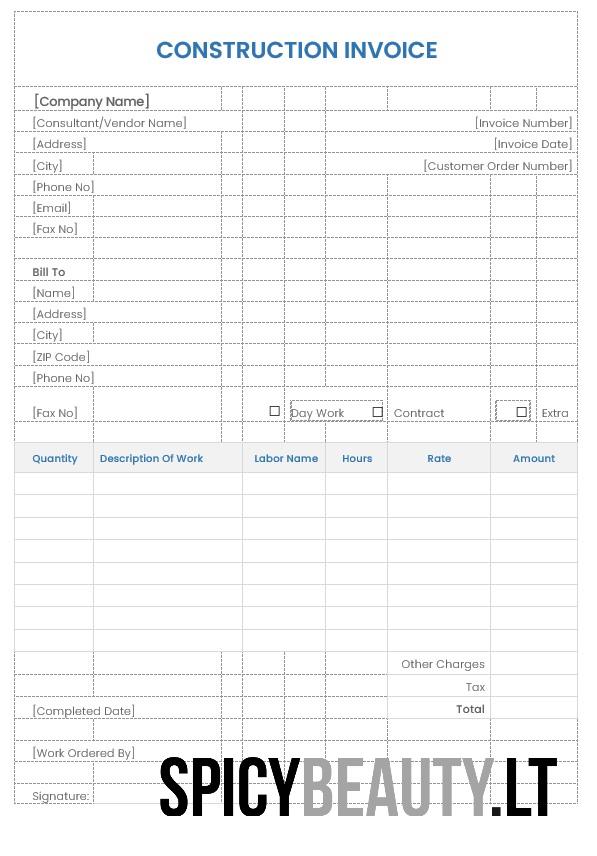 CONSTRUCTION INVOICE
[Company Name]
[Consultant/Vendor Name] [Invoice Number]
[Address] [Invoice Date]
[City] [Customer Order Number]
[Phone No]
[Email]
[Fax No]
Bill To
[Name]
[Address]
[City]
[ZIP Code]
[Phone No]
[Fax No] ☐ Day Work ☐ Contract ☐ Extra
Quantity Description Of Work Labor Name Hours Rate Amount
Other Charges
Tax
[Completed Date] Total
[Work Ordered By]
Signature:
SPICYBEAUTY.LT